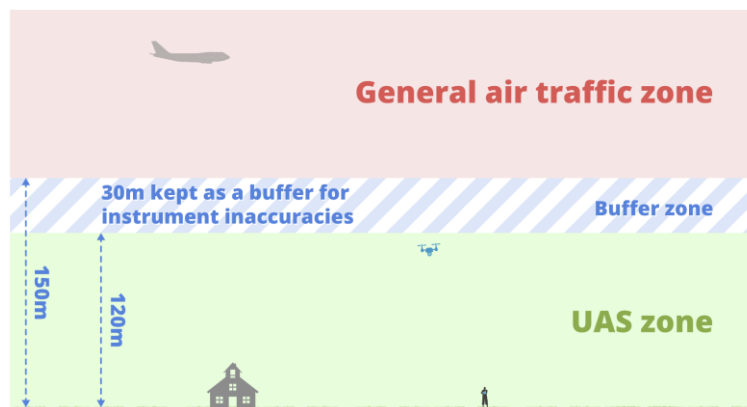 General air traffic zone
30m kept as a buffer for
instrument inaccuracies
Buffer zone
150m
120m
UAS zone